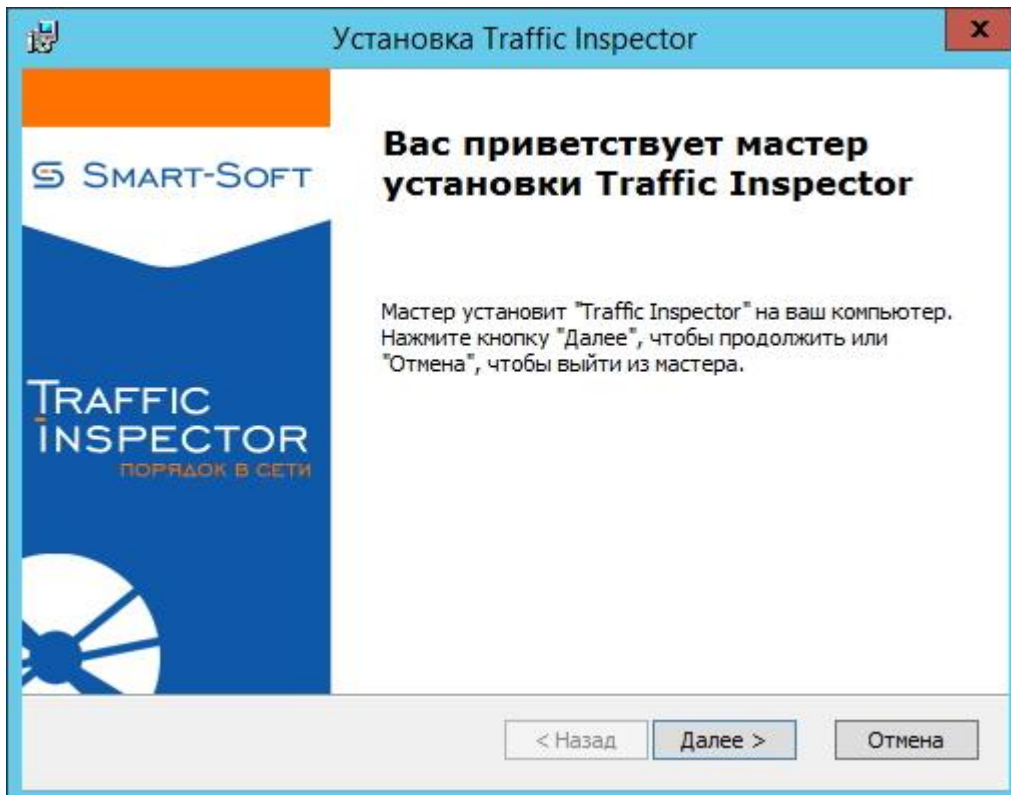 Установка Traffic Inspector
x
SMART-SOFT
Вас приветствует мастер
установки Traffic Inspector
Мастер установит "Traffic Inspector" на ваш компьютер.
Нажмите кнопку "Далее", чтобы продолжить или
"Отмена", чтобы выйти из мастера.
TRAFFIC
INSPECTOR
ПОРЯДОК В СЕТИ
< Назад
Далее >
Отмена